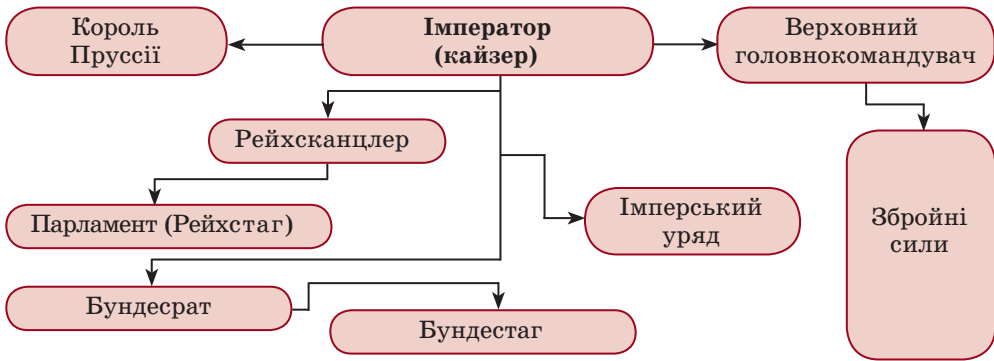 Король
Пруссії
Імператор
(кайзер)
Верховний
головнокомандувач
Рейхсканцлер
Парламент (Рейхстаг)
Імперський
уряд
Збройні
сили
Бундесрат
Бундестаг